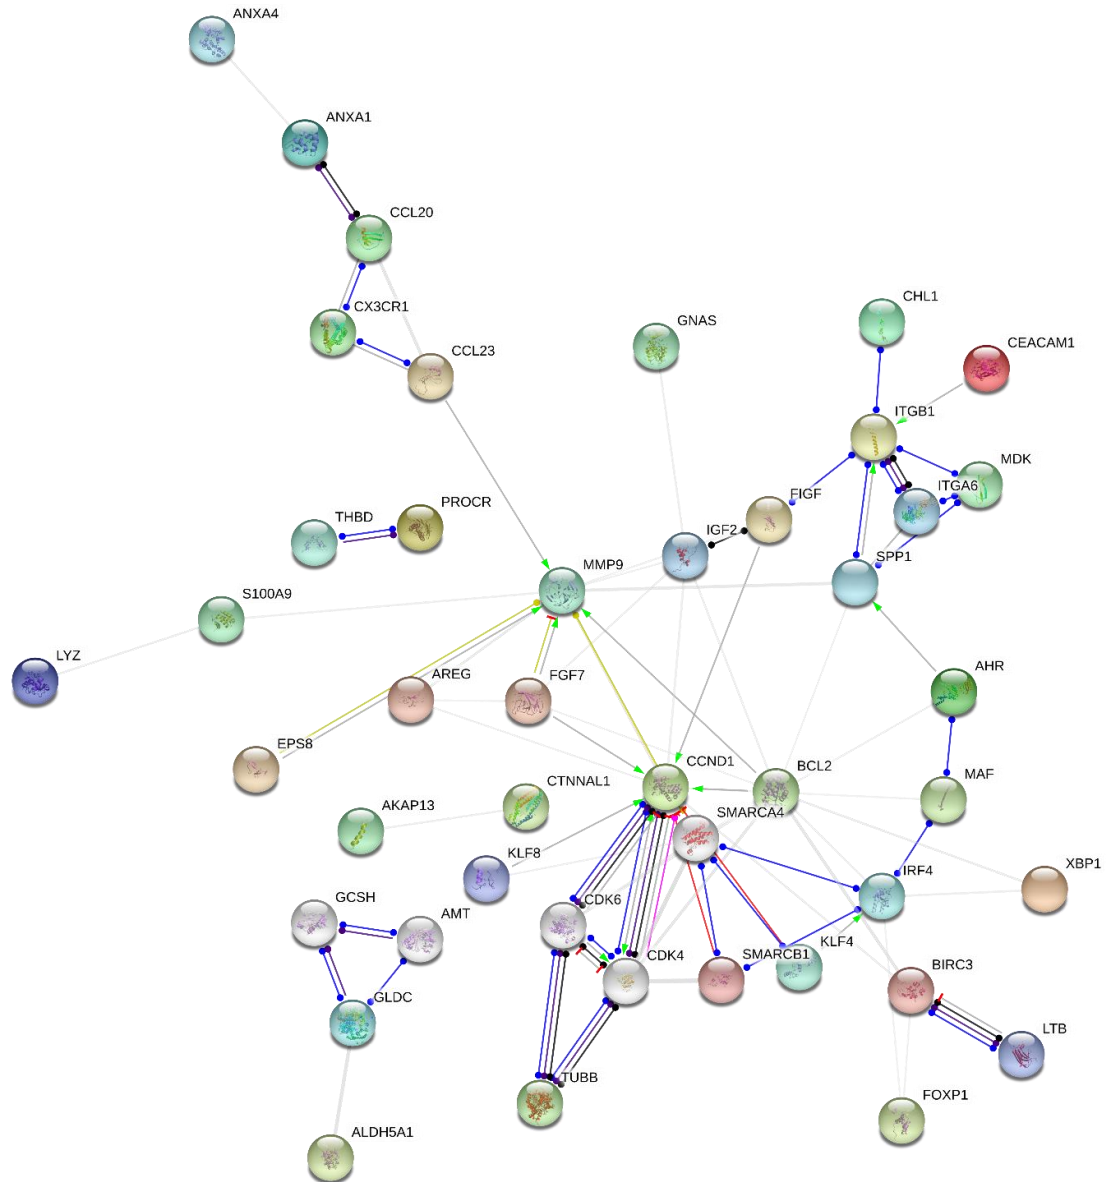 ANXA4
ANXA1
CCL20
CX3CR1
CHL1
GNAS
CEACAM1
CCL23
ITGB1
MDK
ITGA6
FIGF
PROCR
THBD
IGF2
SPP1
MMP9
S100A9
LYZ
AREG
FGF7
AHR
EPS8
CCND1
BCL2
CTNNAL1
MAF
AKAP13
SMARCA4
KLF8
IRF4
XBP1
GCSH
CDK6
AMT
KLF4
CDK4
SMARCB1
BIRC3
GLDC
LTB
TUBB
FOXP1
ALDH5A1